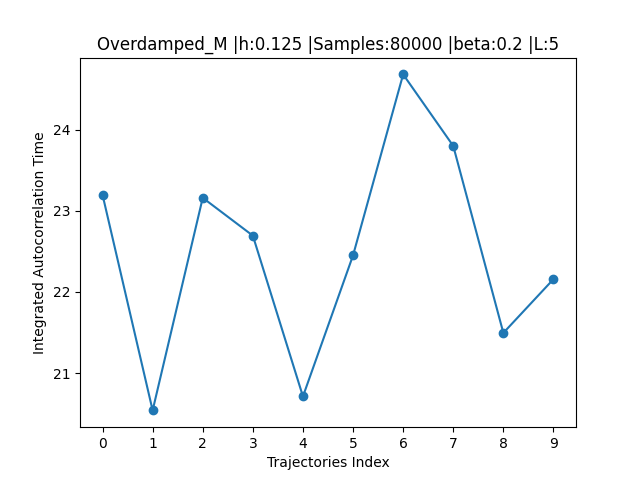 Overdamped_M |h:0.125 |Samples:80000 |beta:0.2 |L:5
Integrated Autocorrelation Time
24
23
22
21
0 1 2 3 4 5 6 7 8 9
Trajectories Index